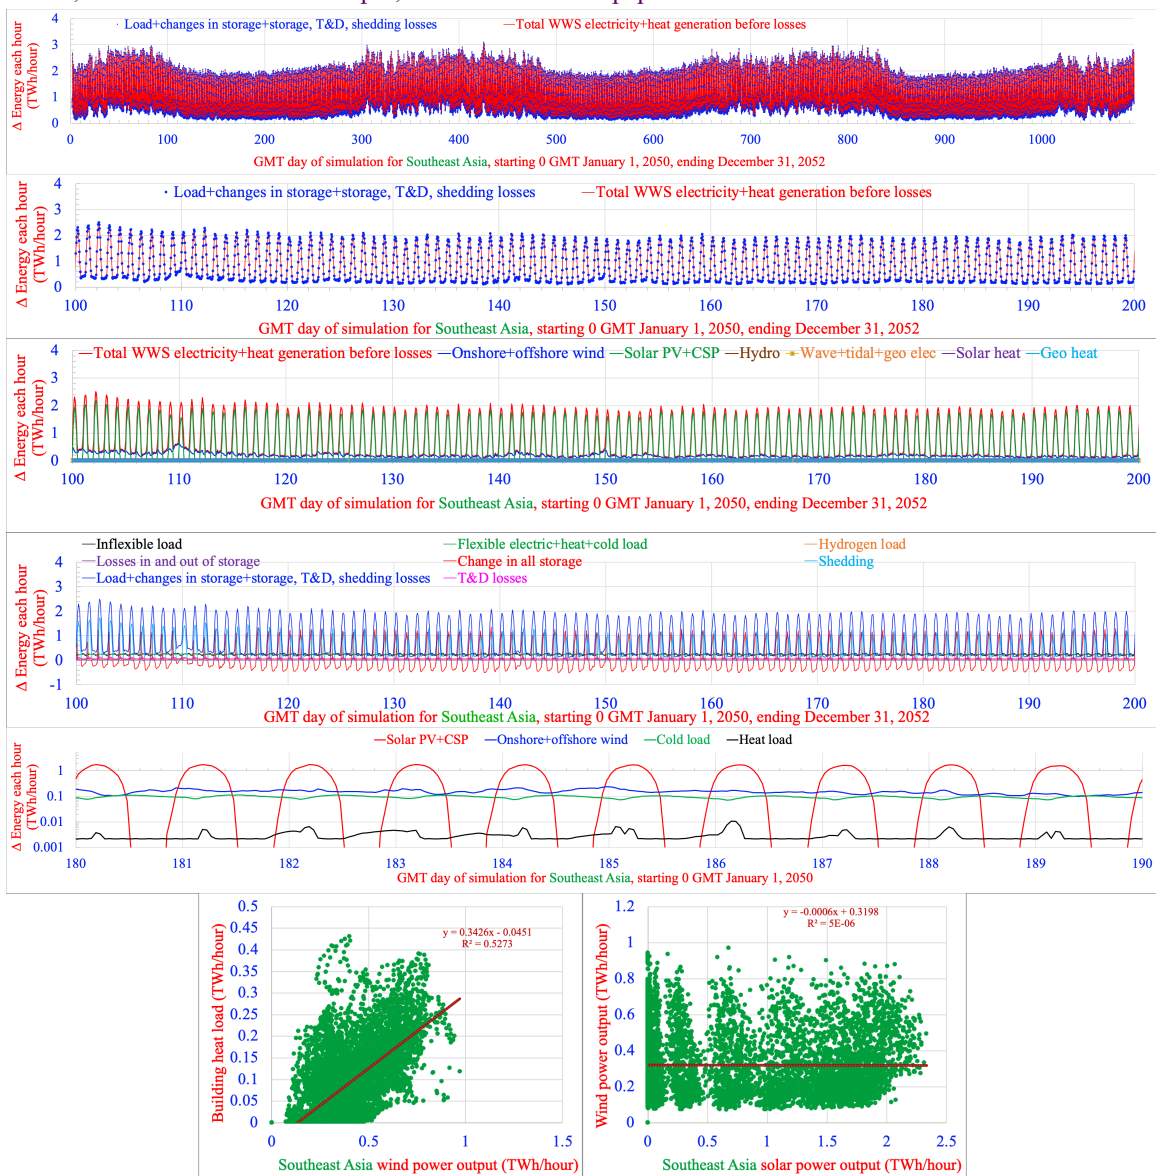 Δ Energy each hour
(TWh/hour)
4
3
2
1
0
Load+changes in storage+storage, T&D, shedding losses
Total WWS electricity+heat generation before losses
0 100 200 300 400 500 600 700 800 900 1000
GMT day of simulation for Southeast Asia, starting 0 GMT January 1, 2050, ending December 31, 2052
Δ Energy each hour
(TWh/hour)
4
3
2
1
0
Load+changes in storage+storage, T&D, shedding losses
Total WWS electricity+heat generation before losses
100 110 120 130 140 150 160 170 180 190 200
GMT day of simulation for Southeast Asia, starting 0 GMT January 1, 2050, ending December 31, 2052
Δ Energy each hour
(TWh/hour)
4
3
2
1
0
Total WWS electricity+heat generation before losses Onshore+offshore wind Solar PV+CSP Hydro Wave+tidal+geo elec Solar heat Geo heat
100 110 120 130 140 150 160 170 180 190 200
GMT day of simulation for Southeast Asia, starting 0 GMT January 1, 2050, ending December 31, 2052
Inflexible load Flexible electric+heat+cold load Hydrogen load
Losses in and out of storage Change in all storage Shedding
Load+changes in storage+storage, T&D, shedding losses T&D losses
Δ Energy each hour
(TWh/hour)
4
3
2
1
0
-1
100 110 120 130 140 150 160 170 180 190 200
GMT day of simulation for Southeast Asia, starting 0 GMT January 1, 2050, ending December 31, 2052
Solar PV+CSP Onshore+offshore wind Cold load Heat load
Δ Energy each hour
(TWh/hour)
1
0.1
0.01
0.001
180 181 182 183 184 185 186 187 188 189 190
GMT day of simulation for Southeast Asia, starting 0 GMT January 1, 2050
Building heat load (TWh/hour)
0.5
0.45
0.4
0.35
0.3
0.25
0.2
0.15
0.1
0.05
0
y = 0.3426x - 0.0451
R² = 0.5273
0 0.5 1 1.5
Southeast Asia wind power output (TWh/hour)
Wind power output (TWh/hour)
1.2
1
0.8
0.6
0.4
0.2
0
y = -0.0006x + 0.3198
R² = 5E-06
0 0.5 1 1.5 2 2.5
Southeast Asia solar power output (TWh/hour)